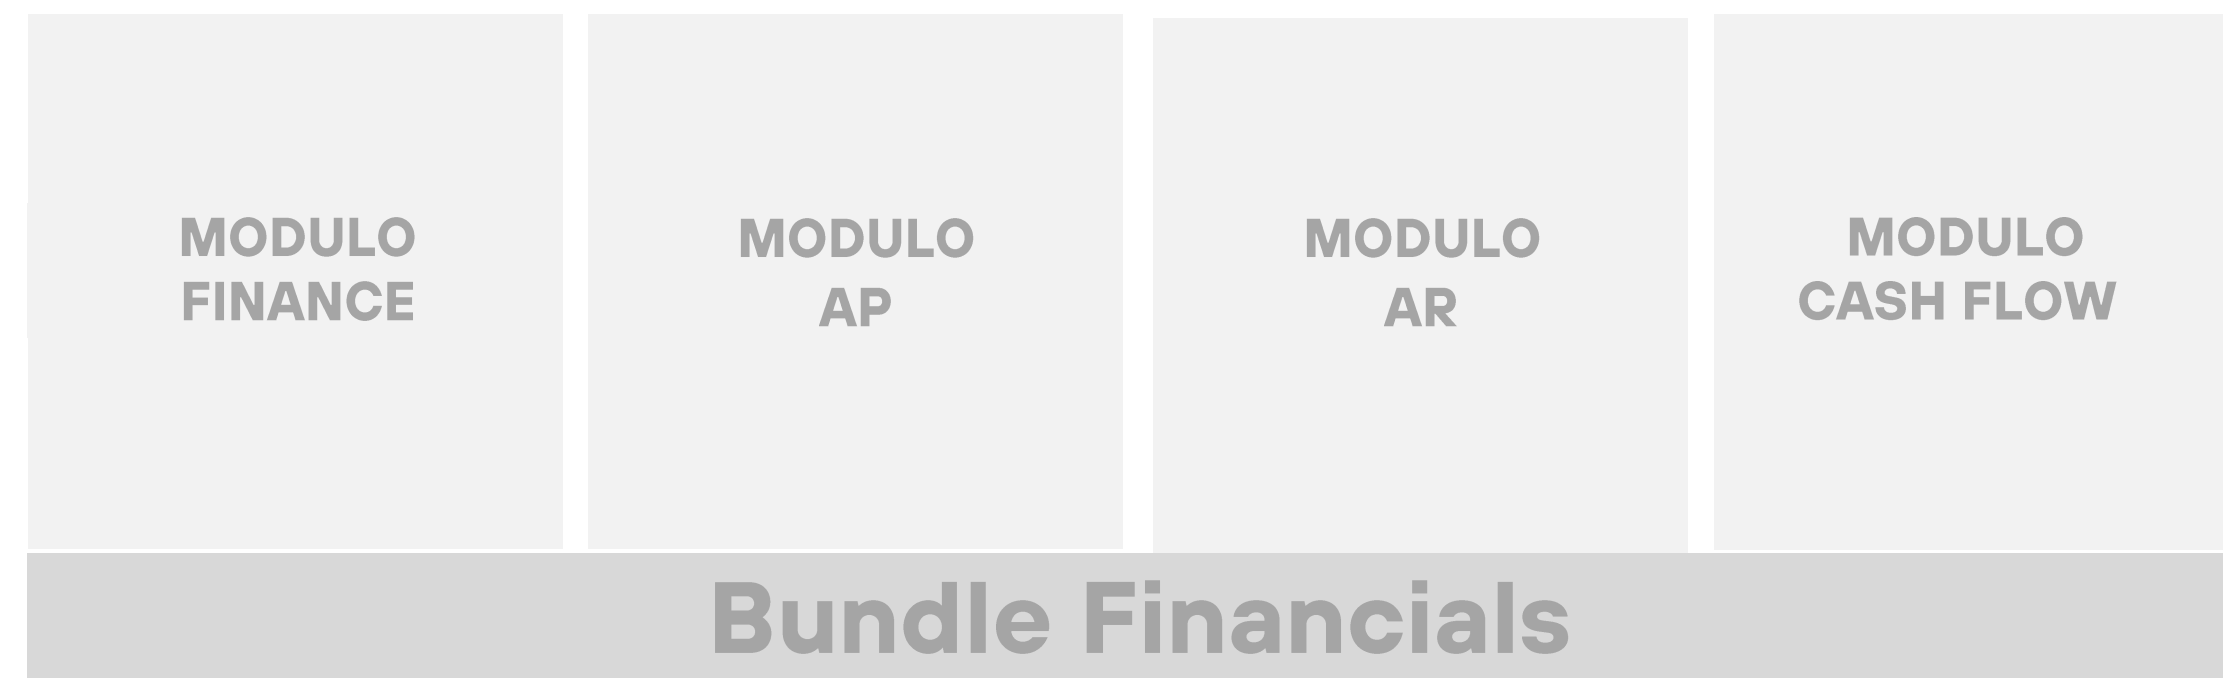 MODULO
FINANCE
MODULO
AP
MODULO
AR
MODULO
CASH FLOW
Bundle Financials